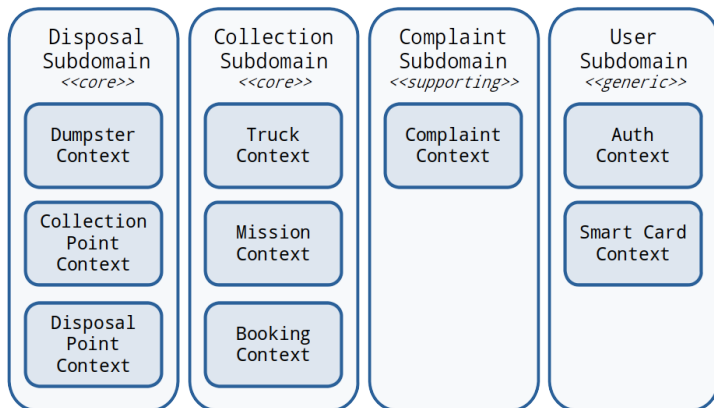 Disposal
Subdomain
<<core>>
Dumpster
Context
Collection
Point
Context
Disposal
Point
Context
Collection
Subdomain
<<core>>
Truck
Context
Mission
Context
Booking
Context
Complaint
Subdomain
<<supporting>>
Complaint
Context
User
Subdomain
<<generic>>
Auth
Context
Smart Card
Context